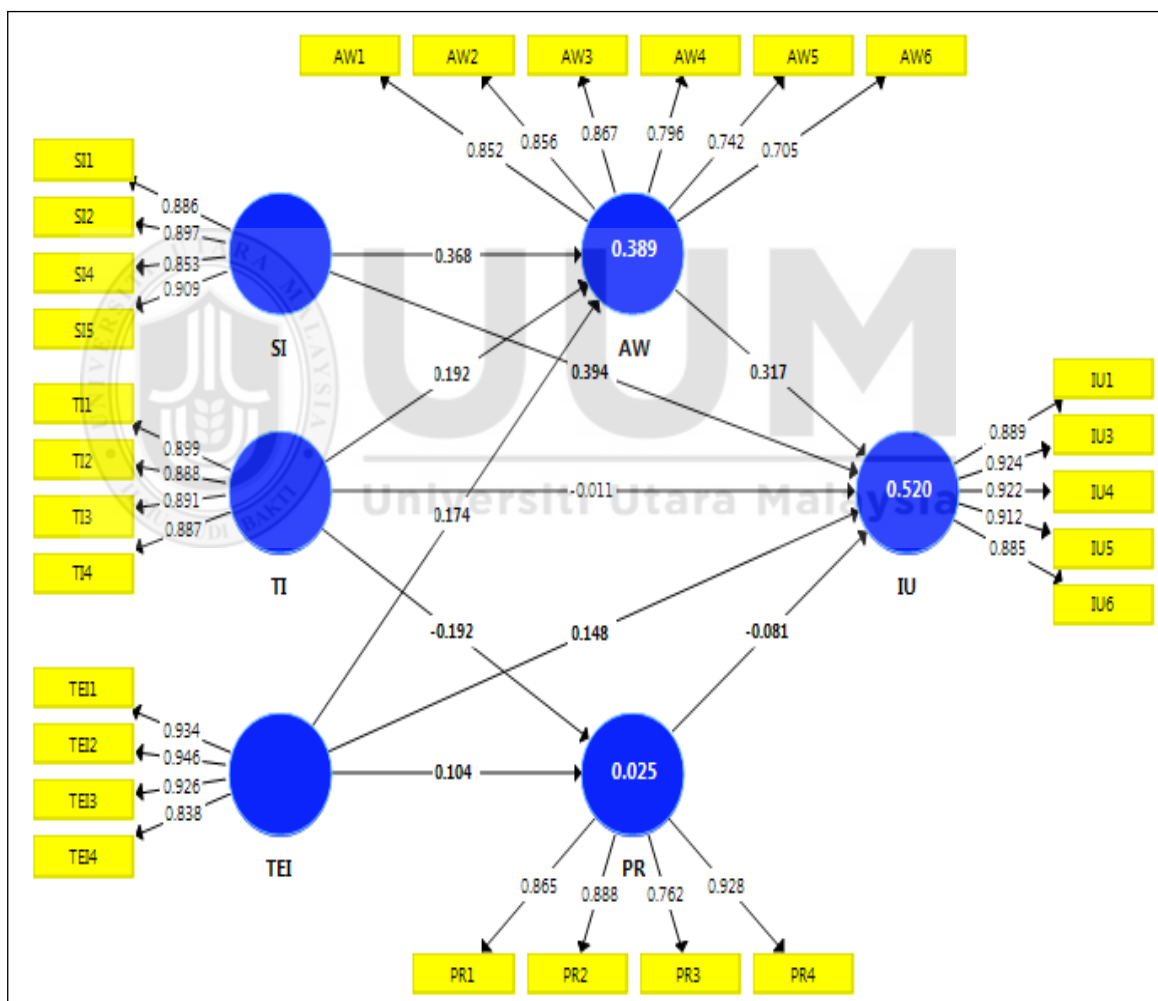 AW1 AW2 AW3 AW4 AW5 AW6
0.852 0.856 0.867 0.796 0.742 0.705
SI1
SI2
SI4
SI5
0.886
0.897
0.853
0.909
SI
0.368
0.389
AW
0.192
0.394
0.317
TI1
TI2
TI3
TI4
0.899
0.888
0.891
0.887
TI
0.174
-0.011
0.520
IU
IU1
IU3
IU4
IU5
IU6
0.889
0.924
0.922
0.912
0.885
-0.192
0.148
-0.081
TEI1
TEI2
TEI3
TEI4
0.934
0.946
0.926
0.838
TEI
0.104
0.025
PR
0.865 0.888 0.762 0.928
PR1 PR2 PR3 PR4
UUM
Universiti Utara Malaysia